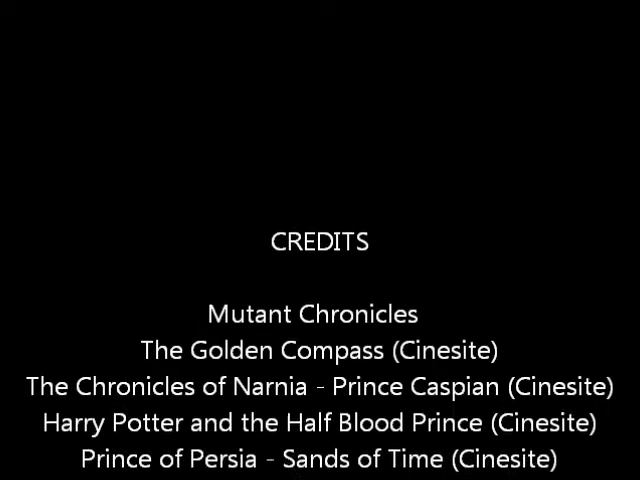 CREDITS
Mutant Chronicles
The Golden Compass (Cinesite)
The Chronicles of Narnia - Prince Caspian (Cinesite)
Harry Potter and the Half Blood Prince (Cinesite)
Prince of Persia - Sands of Time (Cinesite)